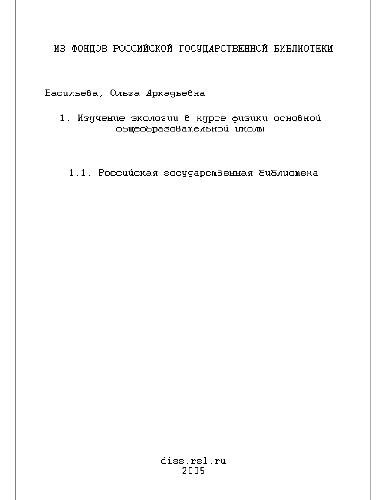 ИЗ ФОНДОВ РОССИЙСКОЙ ГОСУДАРСТВЕННОЙ БИБЛИОТЕКИ
Васильева, Ольга Аркадьевна
1. Изучение экологии в курсе физики основной
общеобразовательной школы
1.1. Российская государственная библиотека
diss.rsl.ru
2005